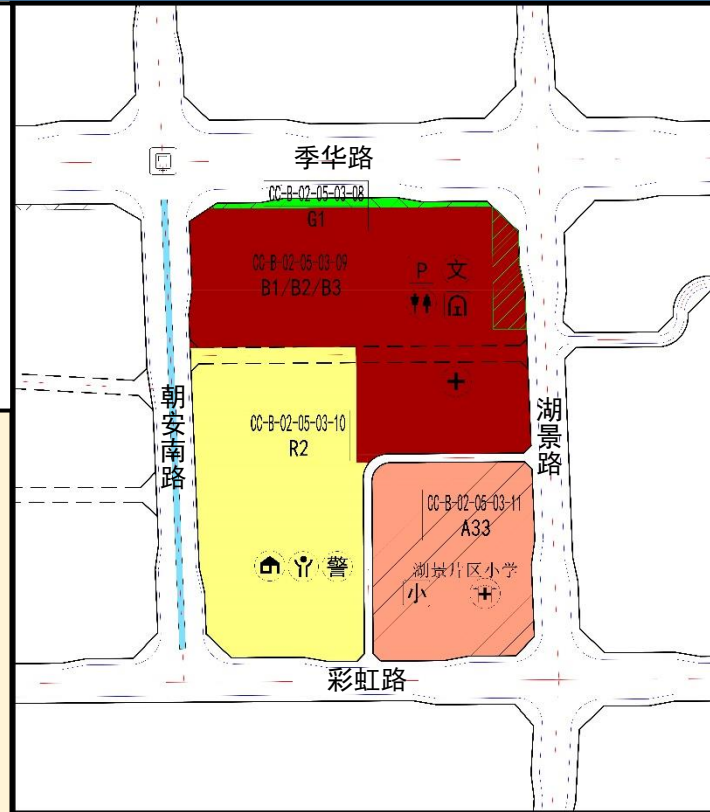 季华路
CC-B-02-05-03-08
G1
CC-B-02-05-03-09
B1/B2/B3
P 文
朝安南路
湖景路
CC-B-02-05-03-10
R2
CC-B-02-05-03-11
A33
湖景片区小学
警
小
彩虹路